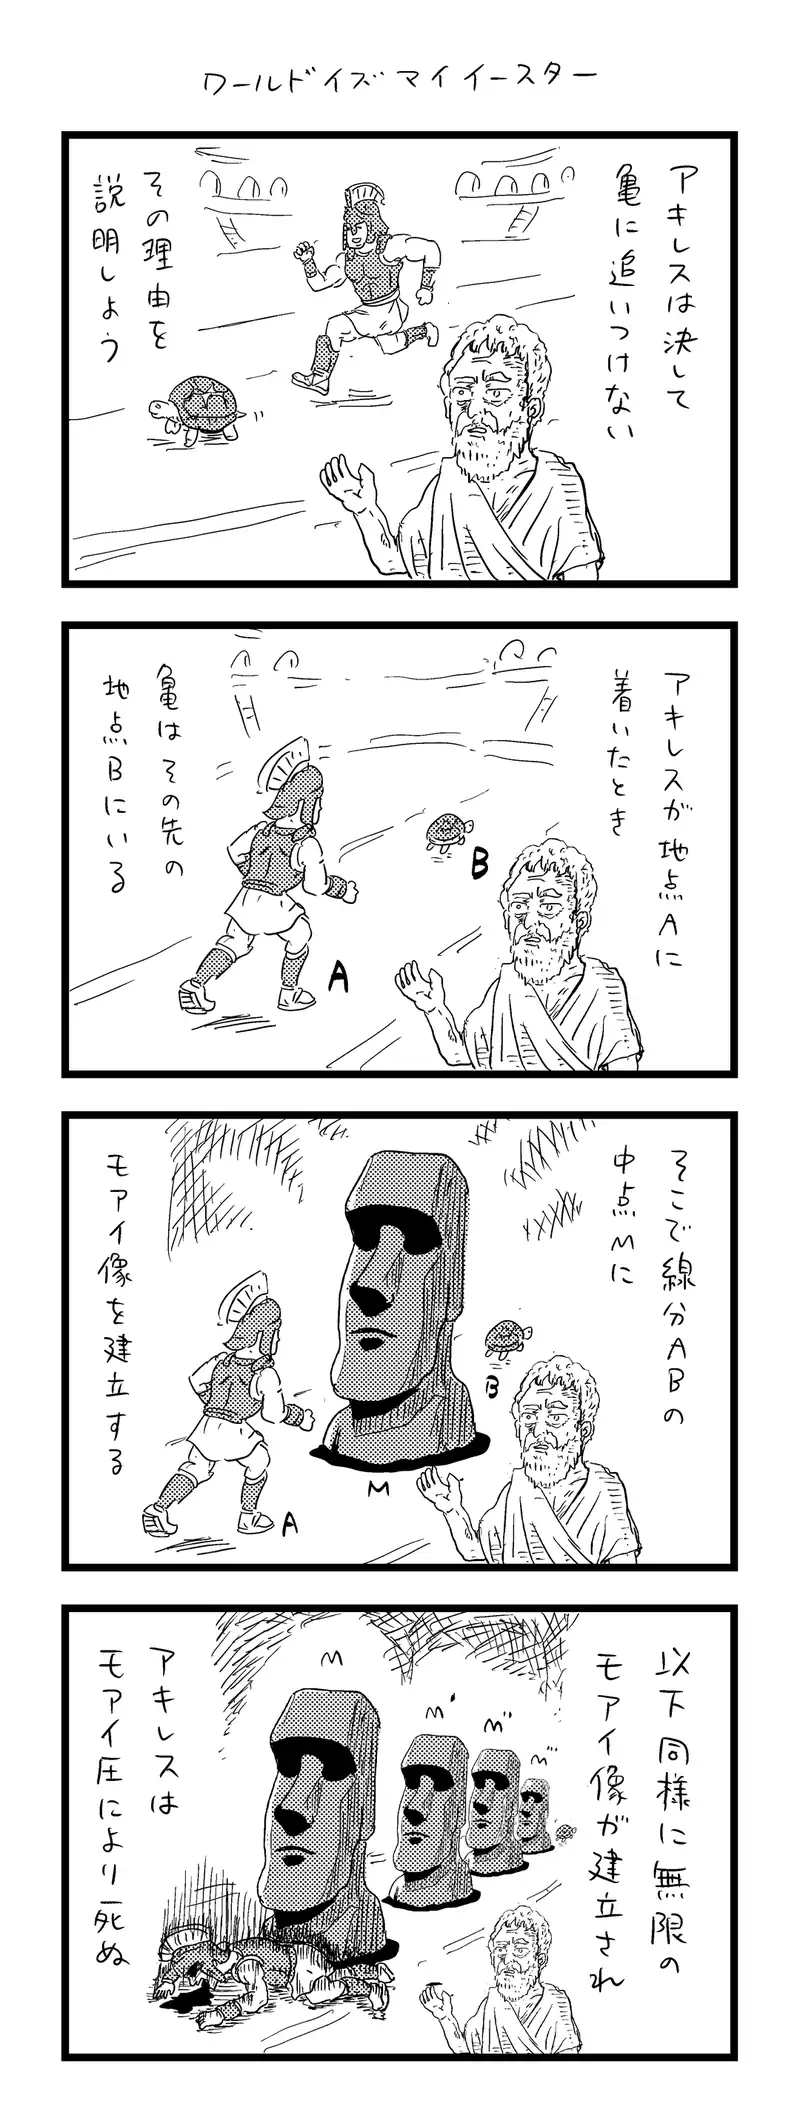 ワールドイズマイイースター
アキレスは決して
亀に追いつけない
その理由を
説明しよう
アキレスが地点Aに
着いたとき
亀はその先の
地点Bにいる
B
A
そこで線分ABの
中点Mに
モアイ像を建立する
B
M
A
以下同様に無限の
モアイ像が建立され
M
M'
M''
M'''
アキレスは
モアイ圧により死ぬ